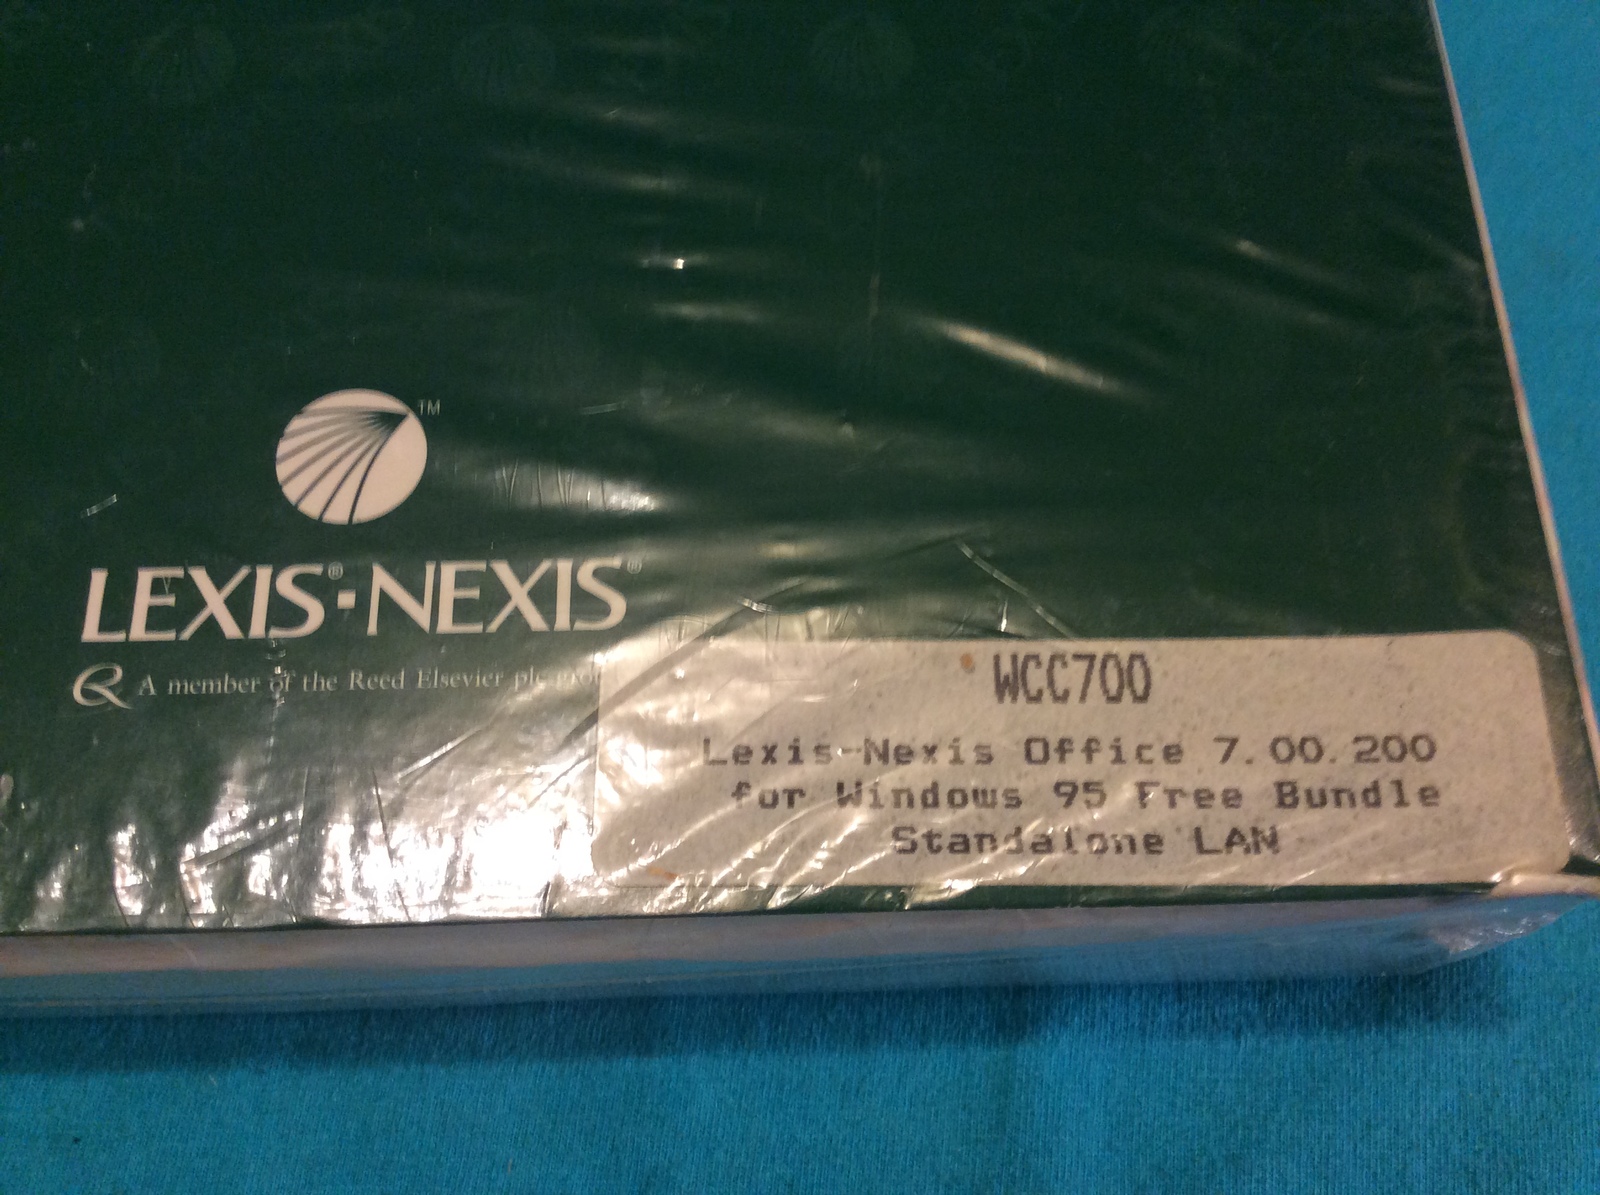 TM
LEXIS®·NEXIS®
A member of the Reed Elsevier plc group
WCC700
Lexis-Nexis Office 7.00.200
for Windows 95 Free Bundle
Standalone LAN